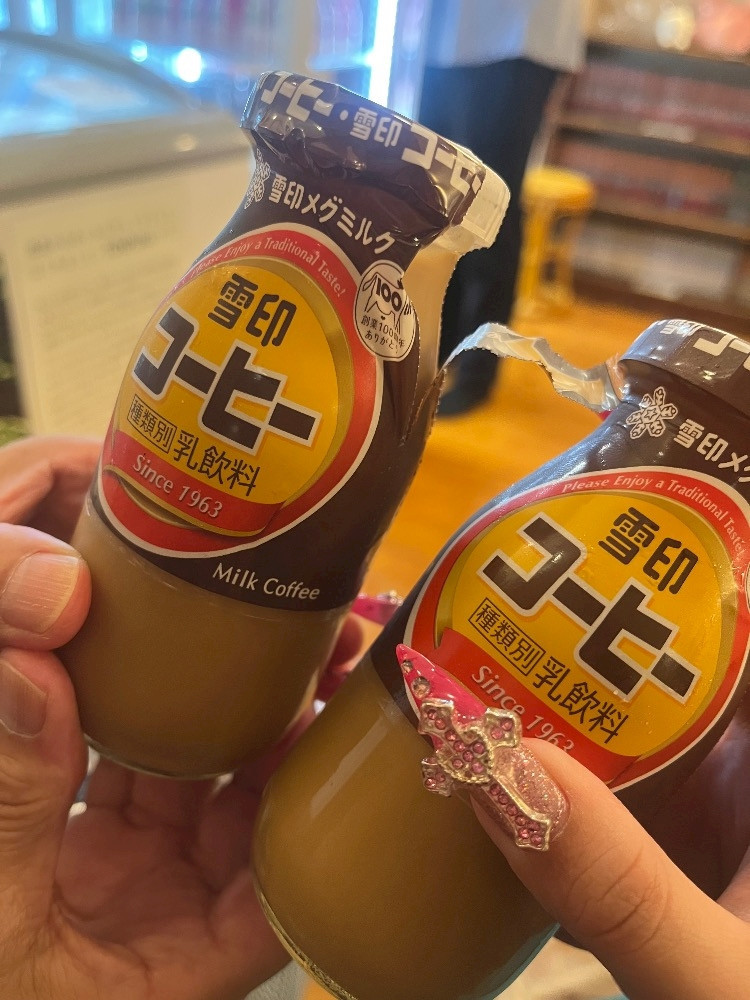 コーヒー・雪印コーヒー
雪印メグミルク
Please Enjoy a Traditional Taste!
雪印
コーヒー
種類別 乳飲料
Since 1963
Milk Coffee
100
創業100周年
ありがとう
雪印メグ
Please Enjoy a Traditional Taste!
雪印
コーヒー
種類別 乳飲料
Since 1963